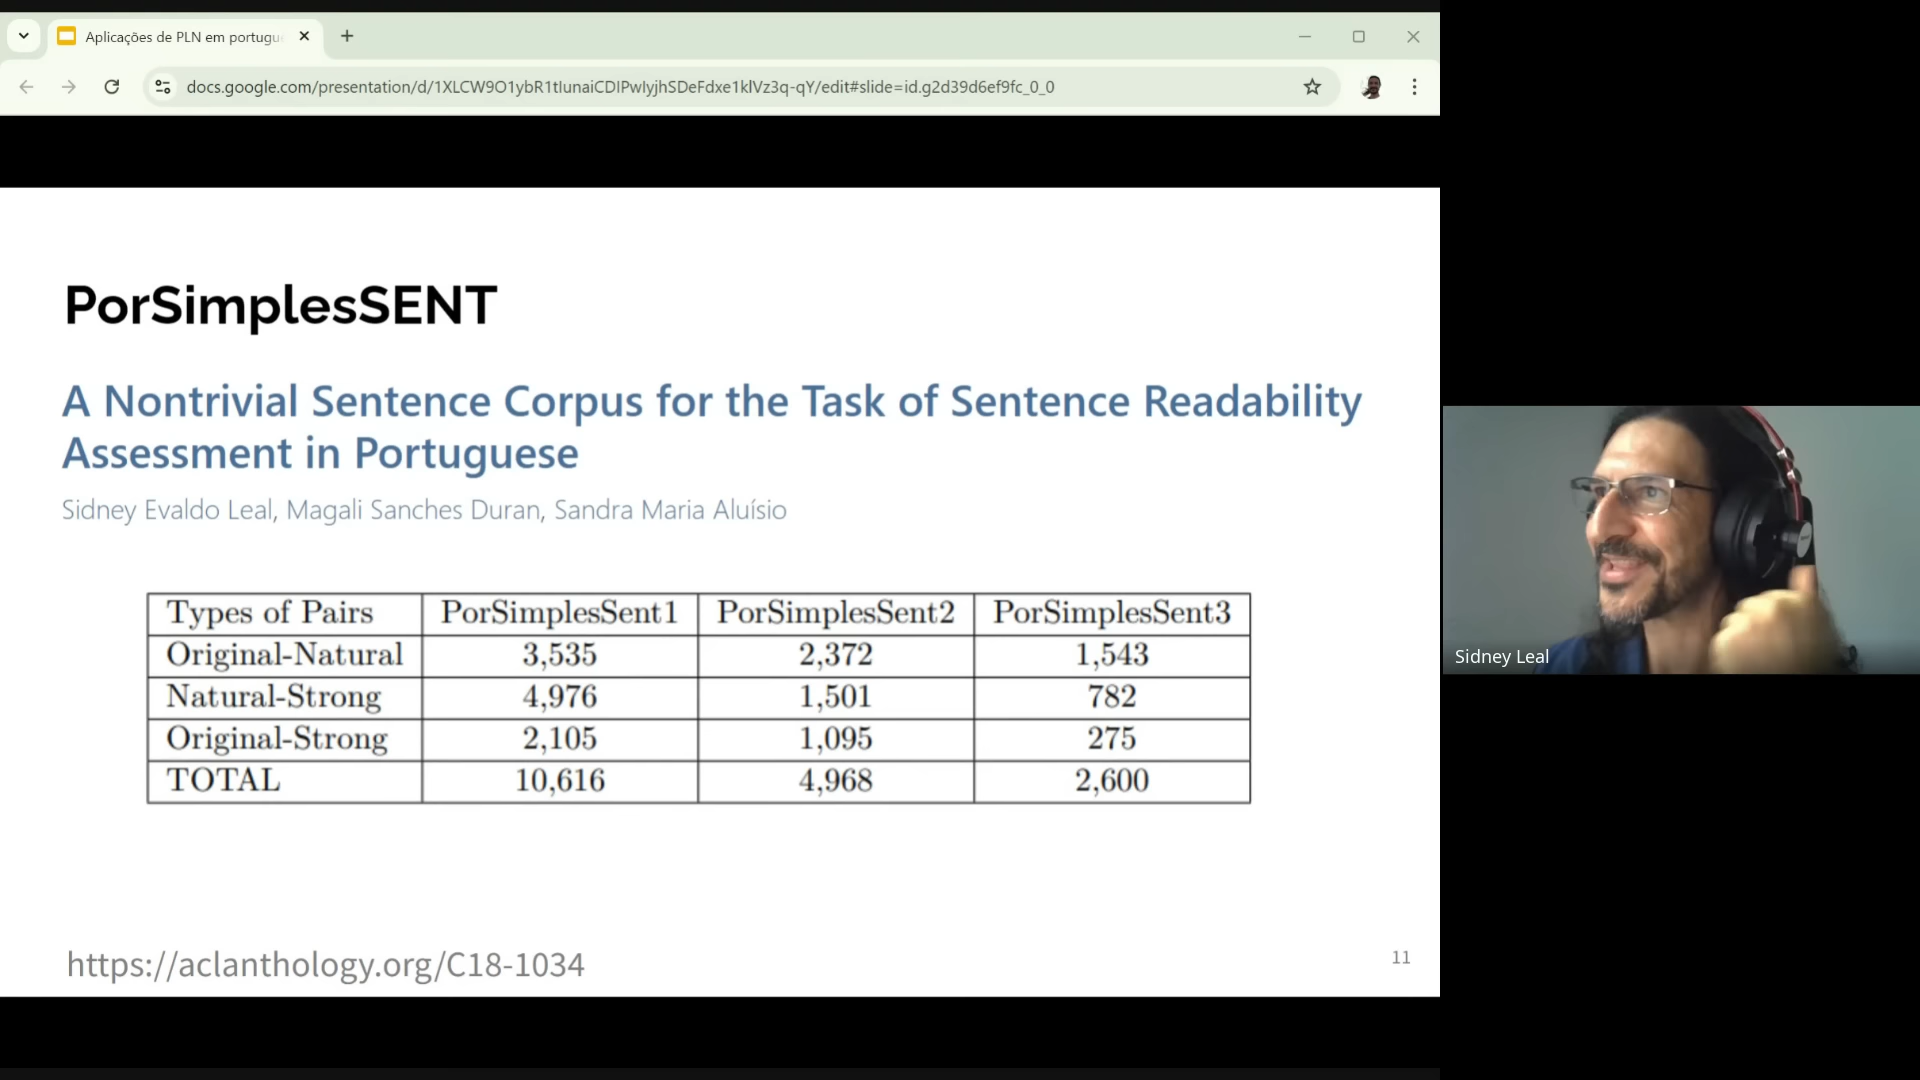 Aplicações de PLN em portugu
docs.google.com/presentation/d/1XLCW9O1ybR1tIunaiCDIPwIyjhSDeFdxe1klVz3q-qY/edit#slide=id.g2d39d6ef9fc_0_0
PorSimplesSENT
A Nontrivial Sentence Corpus for the Task of Sentence Readability
Assessment in Portuguese
Sidney Evaldo Leal, Magali Sanches Duran, Sandra Maria Aluísio
Types of Pairs PorSimplesSent1 PorSimplesSent2 PorSimplesSent3
Original-Natural 3,535 2,372 1,543
Natural-Strong 4,976 1,501 782
Original-Strong 2,105 1,095 275
TOTAL 10,616 4,968 2,600
https://aclanthology.org/C18-1034
11
Sidney Leal